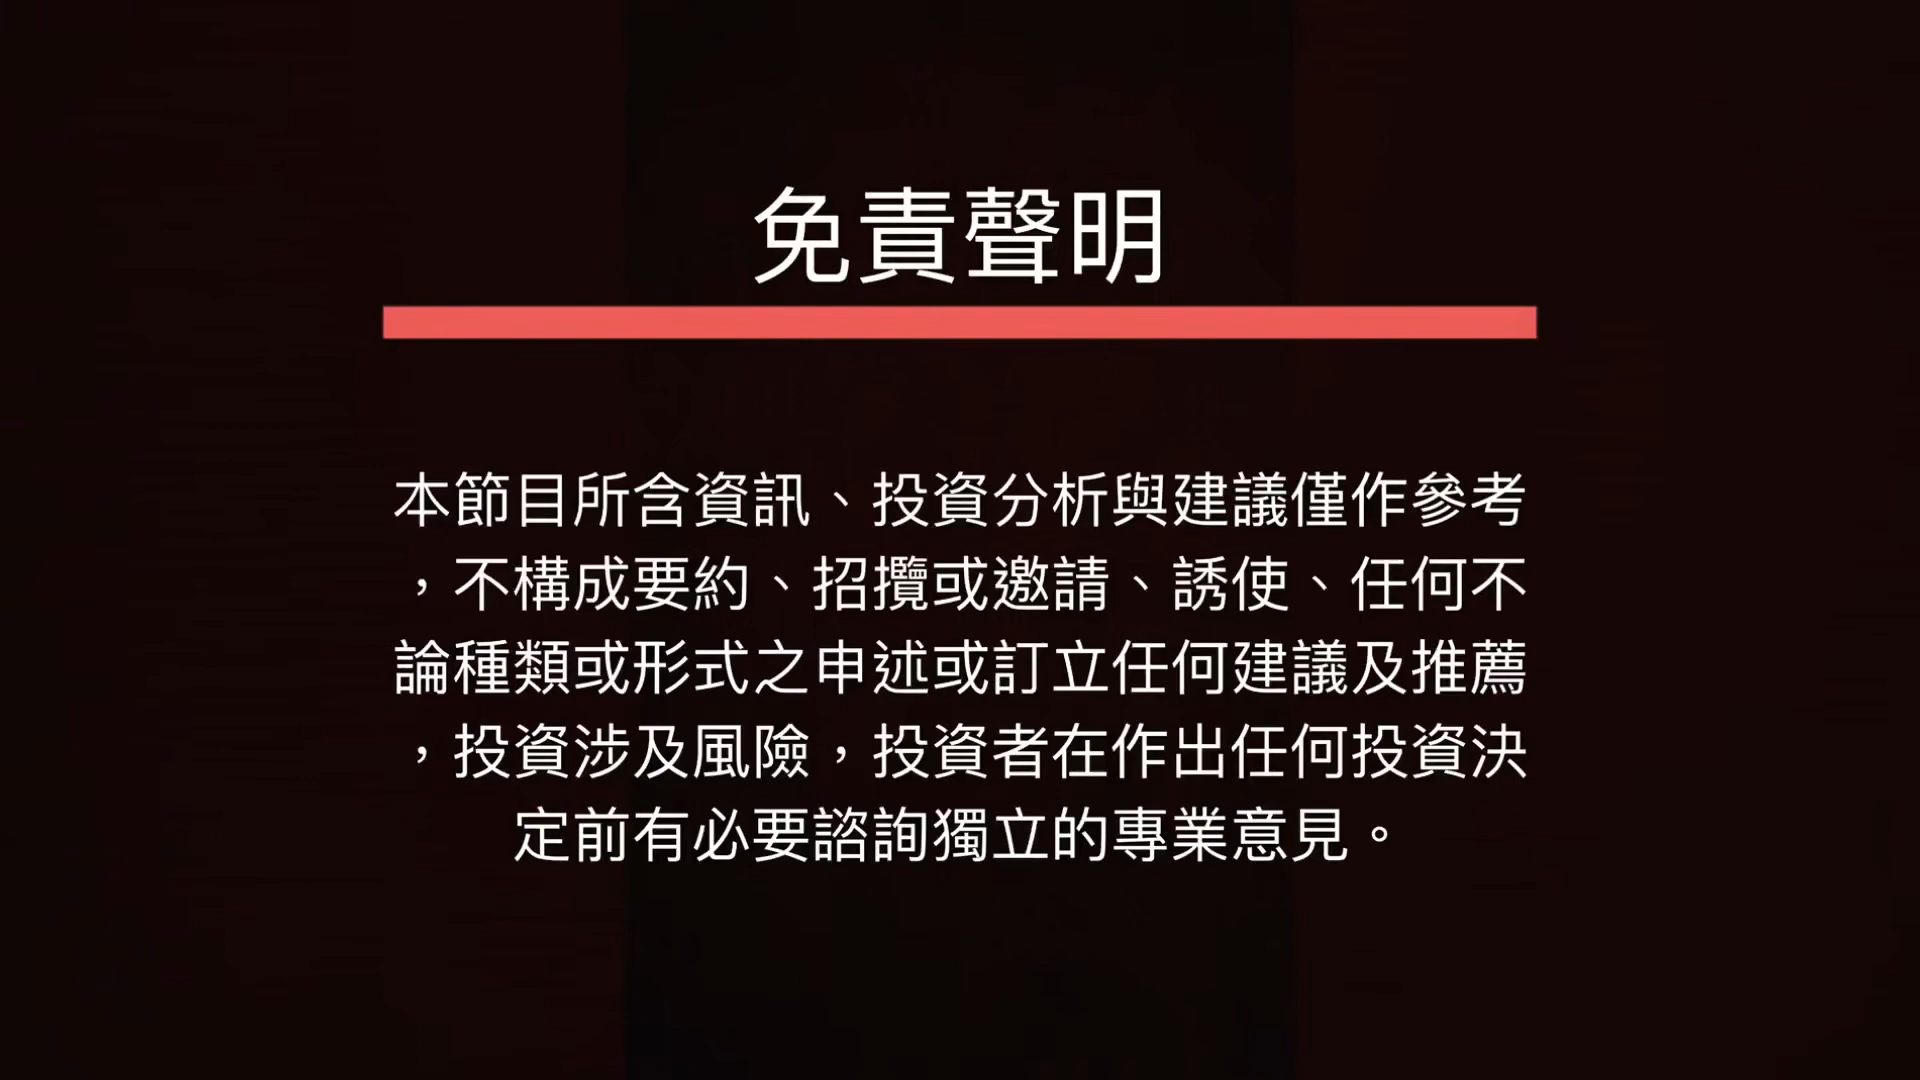 免責聲明
本節目所含資訊、投資分析與建議僅作參考
，不構成要約、招攬或邀請、誘使、任何不
論種類或形式之申述或訂立任何建議及推薦
，投資涉及風險，投資者在作出任何投資決
定前有必要諮詢獨立的專業意見。